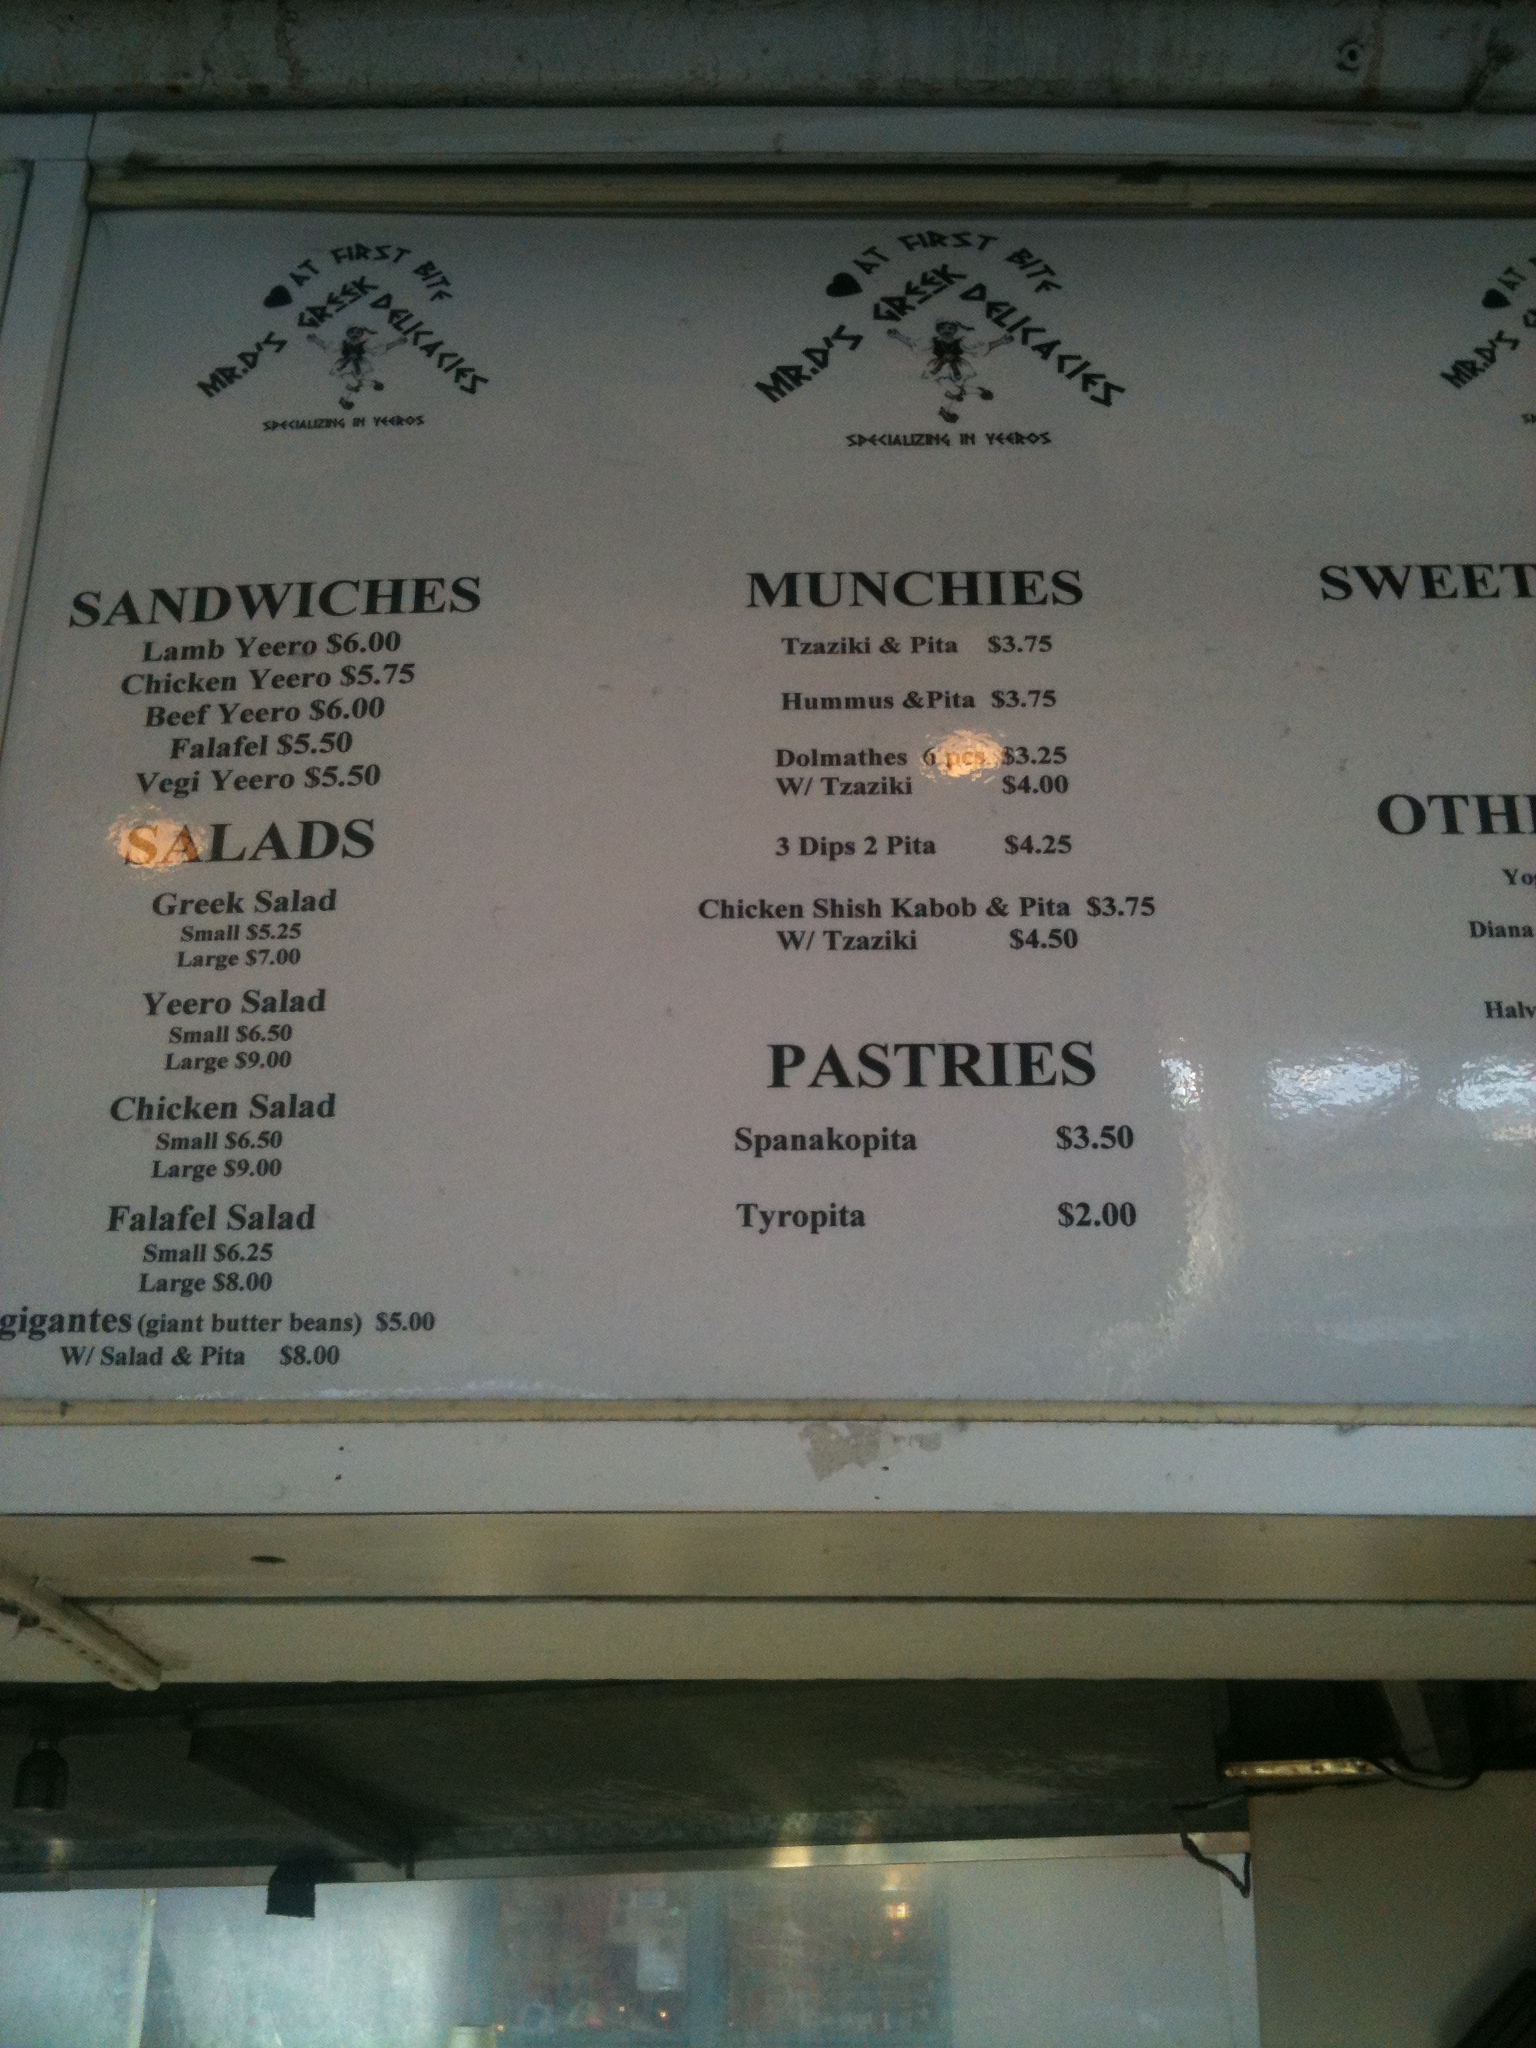 ♥ AT FIRST BITE
MR.D'S GREEK DELICACIES
SPECIALIZING IN YEEROS
SANDWICHES
Lamb Yeero $6.00
Chicken Yeero $5.75
Beef Yeero $6.00
Falafel $5.50
Vegi Yeero $5.50
SALADS
Greek Salad
Small $5.25
Large $7.00
Yeero Salad
Small $6.50
Large $9.00
Chicken Salad
Small $6.50
Large $9.00
Falafel Salad
Small $6.25
Large $8.00
gigantes (giant butter beans) $5.00
W/ Salad & Pita $8.00
♥ AT FIRST BITE
MR.D'S GREEK DELICACIES
SPECIALIZING IN YEEROS
MUNCHIES
Tzaziki & Pita $3.75
Hummus &Pita $3.75
Dolmathes 6 pcs $3.25
W/ Tzaziki $4.00
3 Dips 2 Pita $4.25
Chicken Shish Kabob & Pita $3.75
W/ Tzaziki $4.50
PASTRIES
Spanakopita $3.50
Tyropita $2.00
♥ AT
MR.D'S
SWEET
OTH
Yo
Diana
Halv